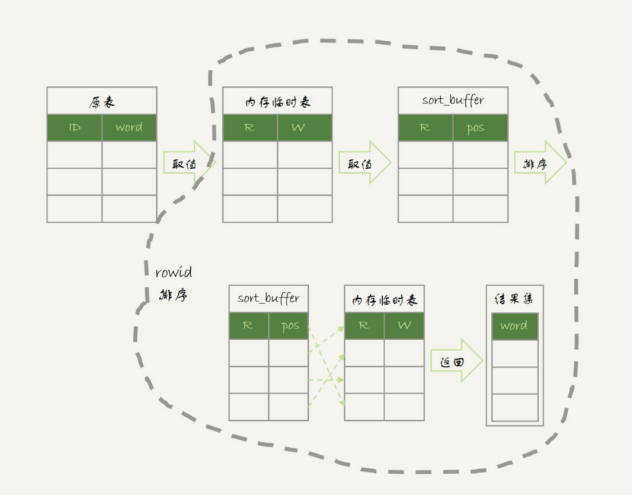 原表
ID word
取值
内存临时表
R W
取值
sort_buffer
R pos
排序
rowid
排序
sort_buffer
R pos
内存临时表
R W
返回
结果集
word